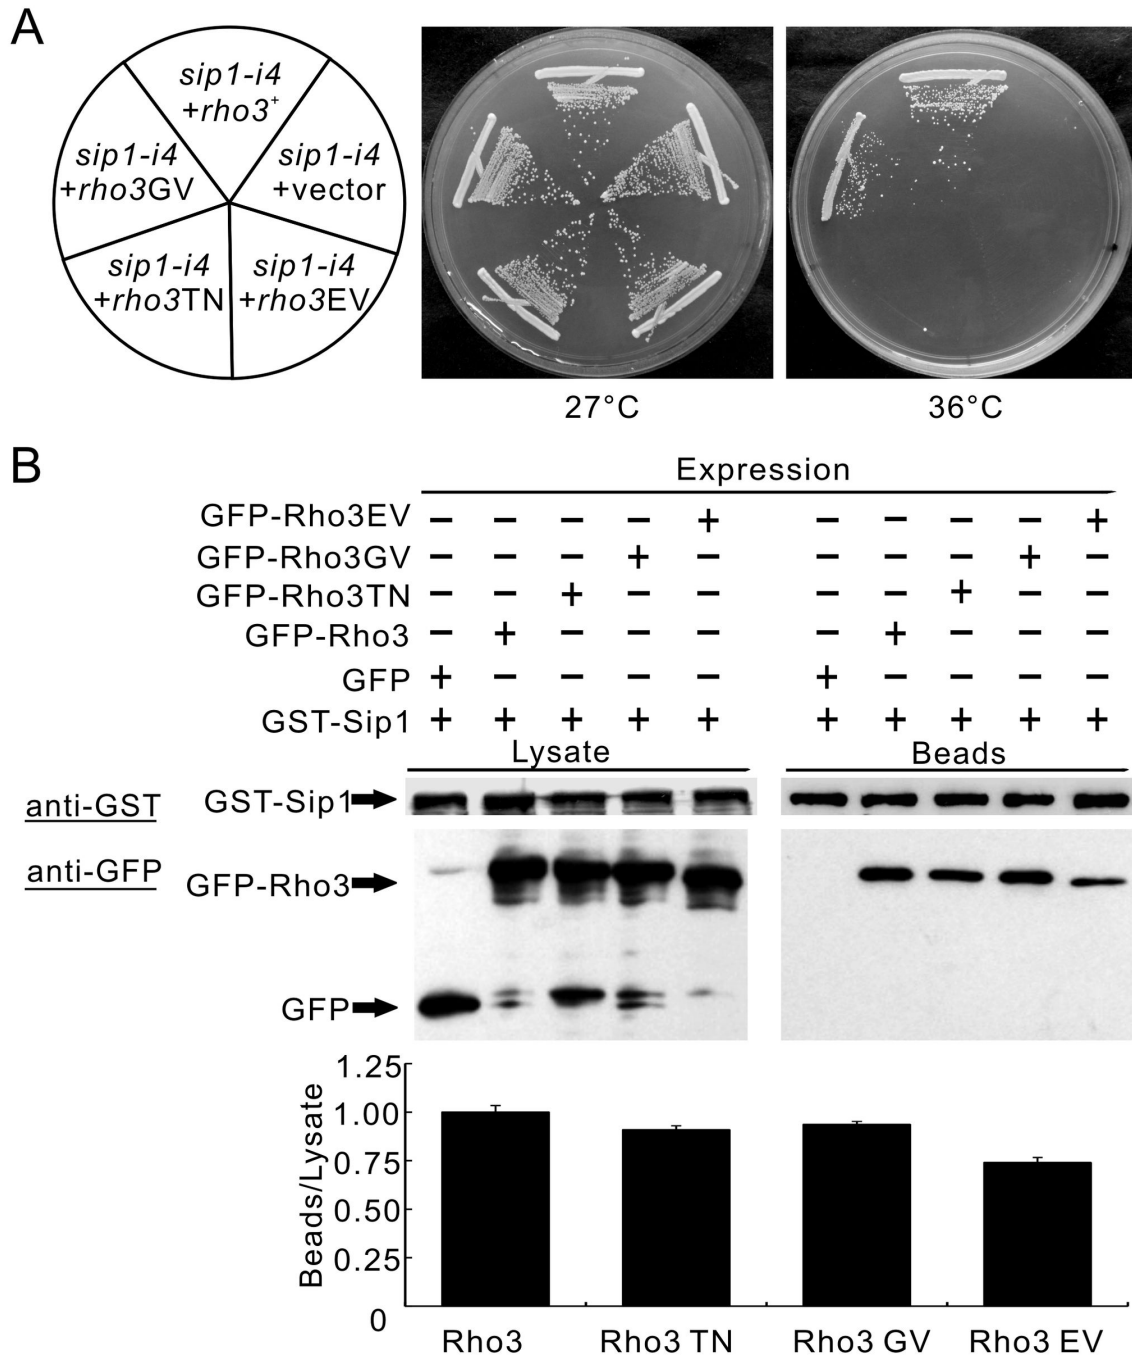 A
sip1-i4
+rho3+
sip1-i4
+rho3GV
sip1-i4
+vector
sip1-i4
+rho3TN
sip1-i4
+rho3EV
27°C
36°C
B
Expression
GFP-Rho3EV − − − − + − − − − +
GFP-Rho3GV − − − + − − − − + −
GFP-Rho3TN − − + − − − − + − −
GFP-Rho3 − + − − − − + − − −
GFP + − − − − + − − − −
GST-Sip1 + + + + + + + + + +
Lysate Beads
anti-GST GST-Sip1
anti-GFP GFP-Rho3
GFP
Beads/Lysate
1.25
1.00
0.75
0.50
0.25
0
Rho3 Rho3 TN Rho3 GV Rho3 EV